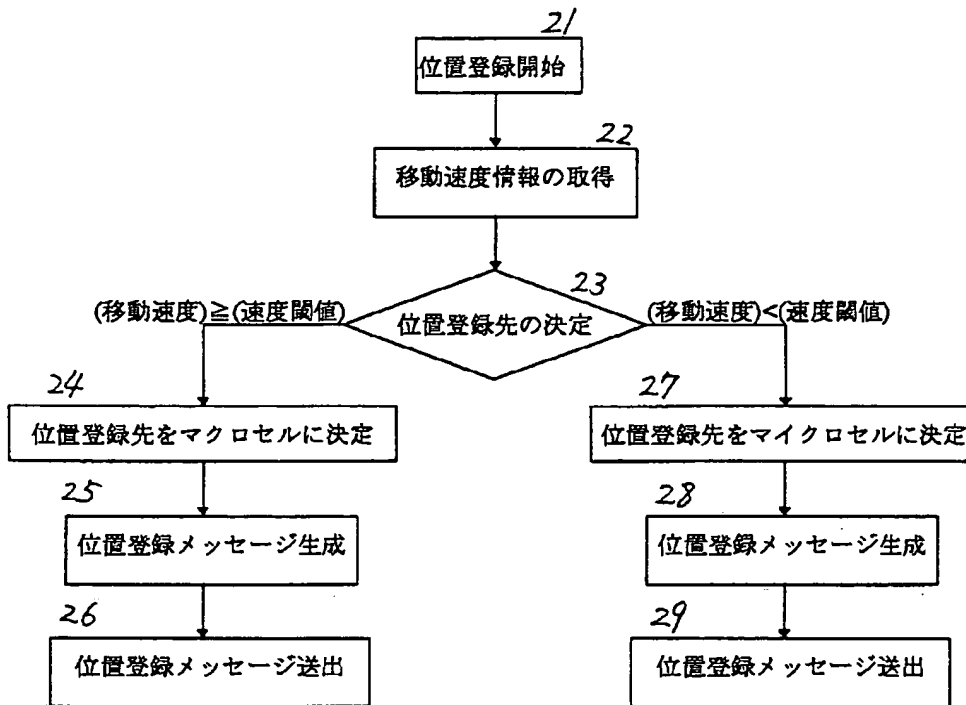 21
位置登録開始
22
移動速度情報の取得
23
位置登録先の決定
(移動速度)≧(速度閾値)
(移動速度)<(速度閾値)
24
位置登録先をマクロセルに決定
27
位置登録先をマイクロセルに決定
25
位置登録メッセージ生成
28
位置登録メッセージ生成
26
位置登録メッセージ送出
29
位置登録メッセージ送出